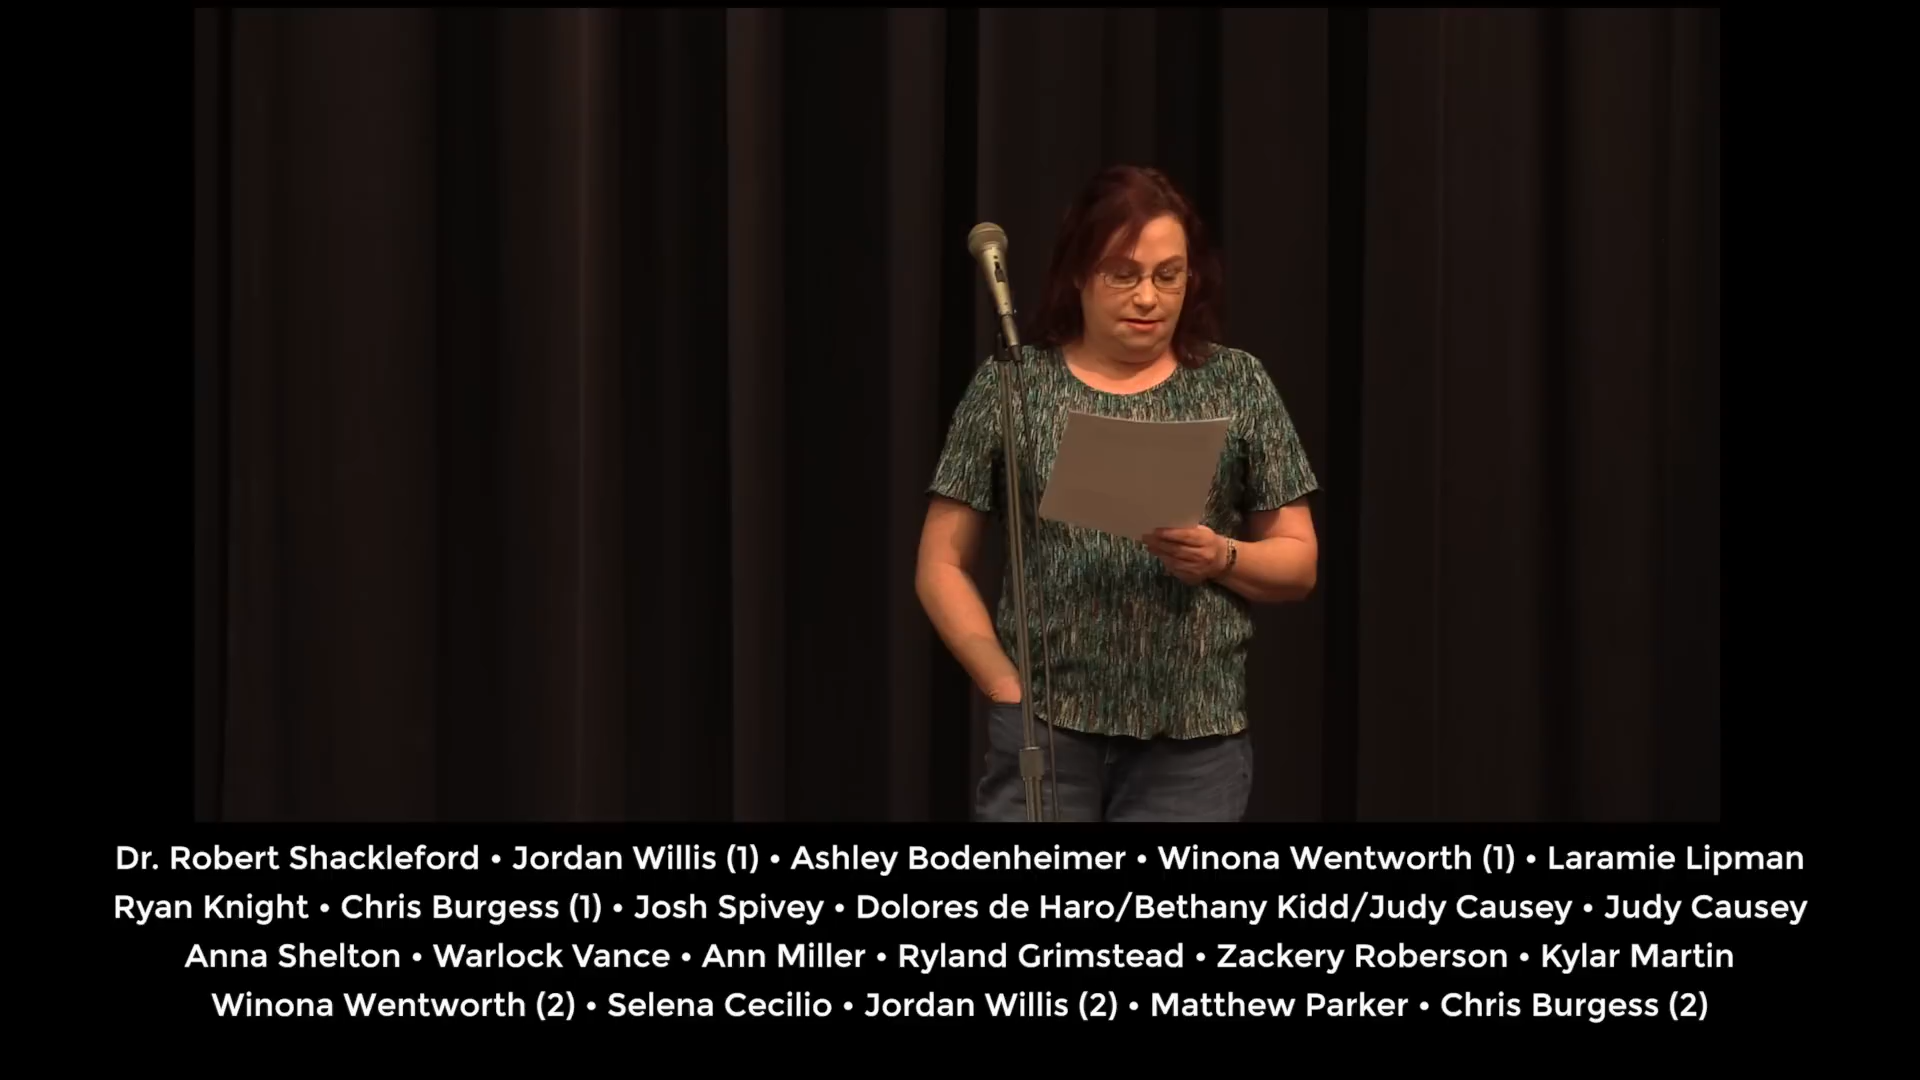 Dr. Robert Shackleford • Jordan Willis (1) • Ashley Bodenheimer • Winona Wentworth (1) • Laramie Lipman
Ryan Knight • Chris Burgess (1) • Josh Spivey • Dolores de Haro/Bethany Kidd/Judy Causey • Judy Causey
Anna Shelton • Warlock Vance • Ann Miller • Ryland Grimstead • Zackery Roberson • Kylar Martin
Winona Wentworth (2) • Selena Cecilio • Jordan Willis (2) • Matthew Parker • Chris Burgess (2)